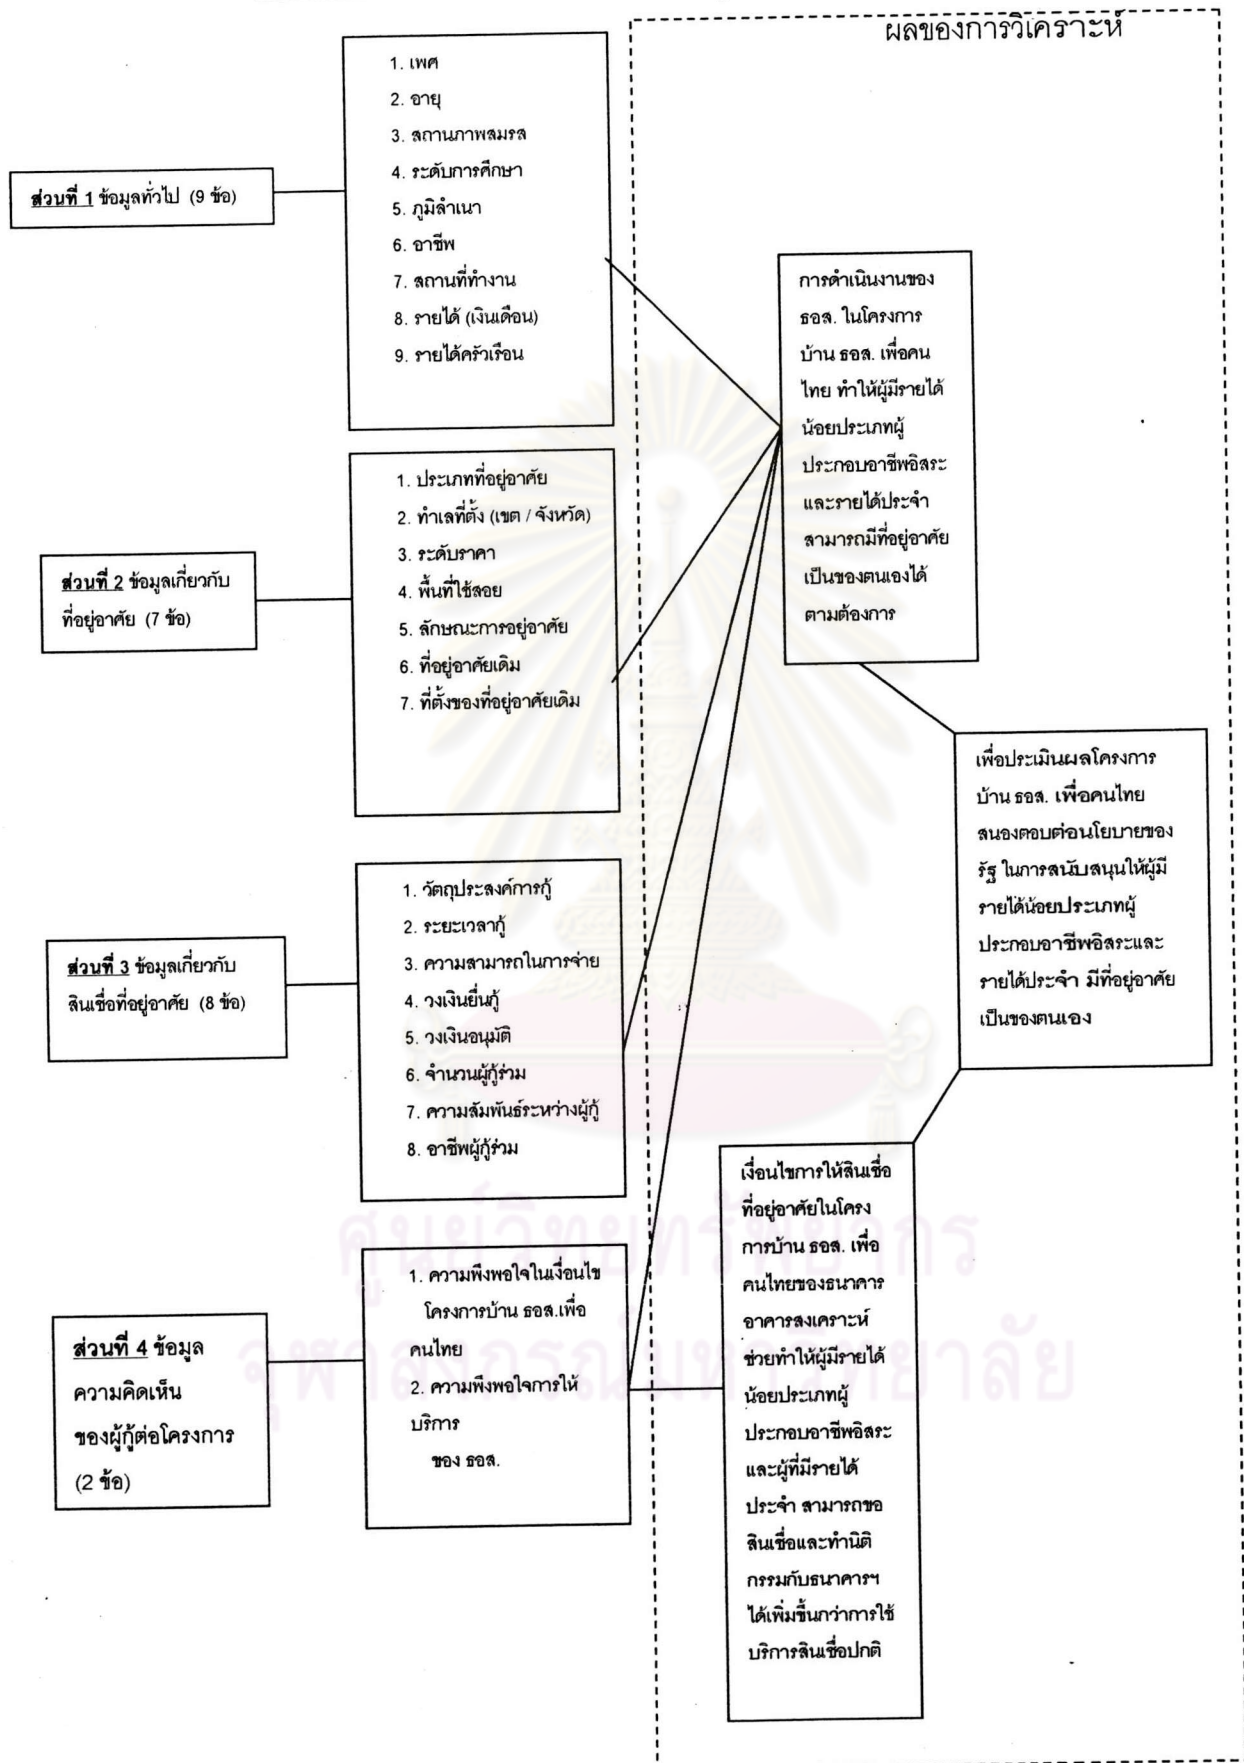 ผลของการวิเคราะห์
ส่วนที่ 1 ข้อมูลทั่วไป (9 ข้อ)
1. เพศ
2. อายุ
3. สถานภาพสมรส
4. ระดับการศึกษา
5. ภูมิลำเนา
6. อาชีพ
7. สถานที่ทำงาน
8. รายได้ (เงินเดือน)
9. รายได้ครัวเรือน
ส่วนที่ 2 ข้อมูลเกี่ยวกับ
ที่อยู่อาศัย (7 ข้อ)
1. ประเภทที่อยู่อาศัย
2. ทำเลที่ตั้ง (เขต / จังหวัด)
3. ระดับราคา
4. พื้นที่ใช้สอย
5. ลักษณะการอยู่อาศัย
6. ที่อยู่อาศัยเดิม
7. ที่ตั้งของที่อยู่อาศัยเดิม
ส่วนที่ 3 ข้อมูลเกี่ยวกับ
สินเชื่อที่อยู่อาศัย (8 ข้อ)
1. วัตถุประสงค์การกู้
2. ระยะเวลากู้
3. ความสามารถในการจ่าย
4. วงเงินยื่นกู้
5. วงเงินอนุมัติ
6. จำนวนผู้กู้ร่วม
7. ความสัมพันธ์ระหว่างผู้กู้
8. อาชีพผู้กู้ร่วม
ส่วนที่ 4 ข้อมูล
ความคิดเห็น
ของผู้กู้ต่อโครงการ
(2 ข้อ)
1. ความพึงพอใจในเงื่อนไข
โครงการบ้าน ธอส.เพื่อ
คนไทย
2. ความพึงพอใจการให้
บริการ
ของ ธอส.
การดำเนินงานของ
ธอส. ในโครงการ
บ้าน ธอส. เพื่อคน
ไทย ทำให้ผู้มีรายได้
น้อยประเภทผู้
ประกอบอาชีพอิสระ
และรายได้ประจำ
สามารถมีที่อยู่อาศัย
เป็นของตนเองได้
ตามต้องการ
เพื่อประเมินผลโครงการ
บ้าน ธอส. เพื่อคนไทย
สนองตอบต่อนโยบายของ
รัฐ ในการสนับสนุนให้ผู้มี
รายได้น้อยประเภทผู้
ประกอบอาชีพอิสระและ
รายได้ประจำ มีที่อยู่อาศัย
เป็นของตนเอง
เงื่อนไขการให้สินเชื่อ
ที่อยู่อาศัยในโครง
การบ้าน ธอส. เพื่อ
คนไทยของธนาคาร
อาคารสงเคราะห์
ช่วยทำให้ผู้มีรายได้
น้อยประเภทผู้
ประกอบอาชีพอิสระ
และผู้ที่มีรายได้
ประจำ สามารถขอ
สินเชื่อและทำนิติ
กรรมกับธนาคารฯ
ได้เพิ่มขึ้นกว่าการใช้
บริการสินเชื่อปกติ
ศูนย์วิทยทรัพยากร
จุฬาลงกรณ์มหาวิทยาลัย